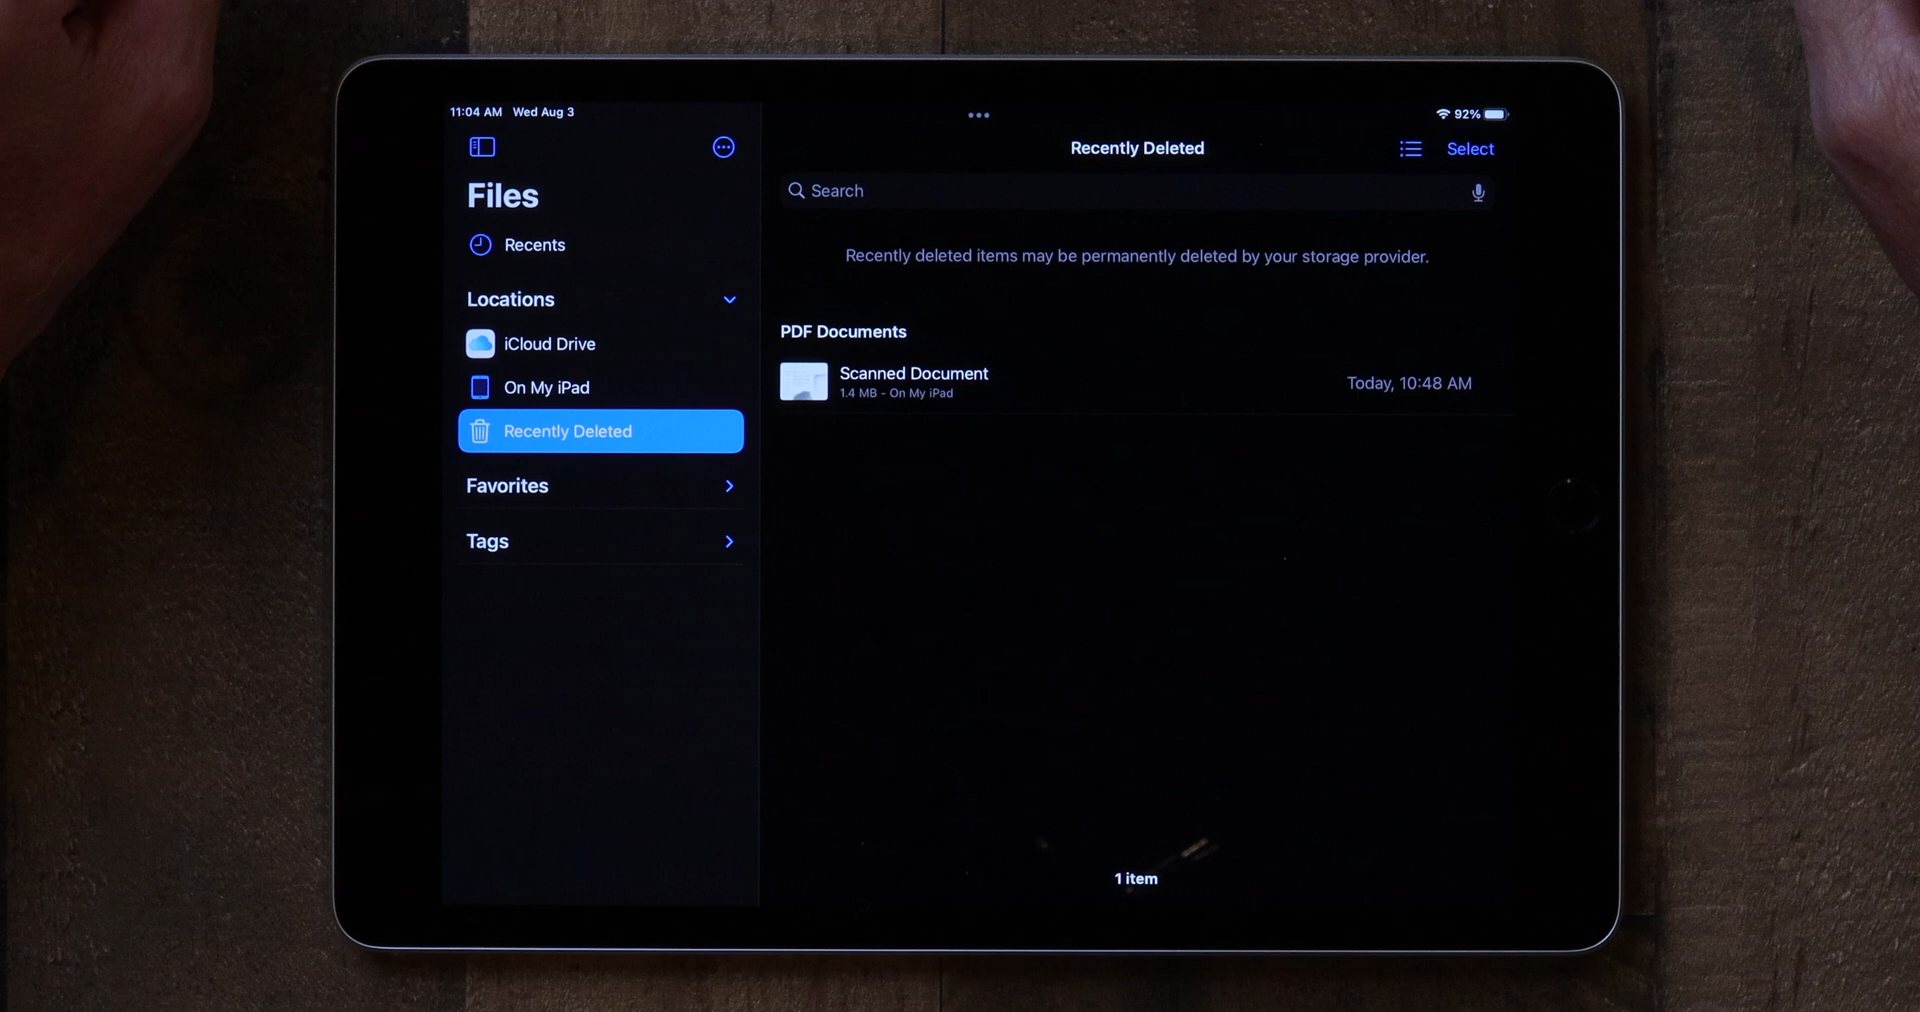 11:04 AM Wed Aug 3
92%
Files
Recents
Locations
iCloud Drive
On My iPad
Recently Deleted
Favorites
Tags
Recently Deleted
Select
Search
Recently deleted items may be permanently deleted by your storage provider.
PDF Documents
Scanned Document
1.4 MB - On My iPad
Today, 10:48 AM
1 item